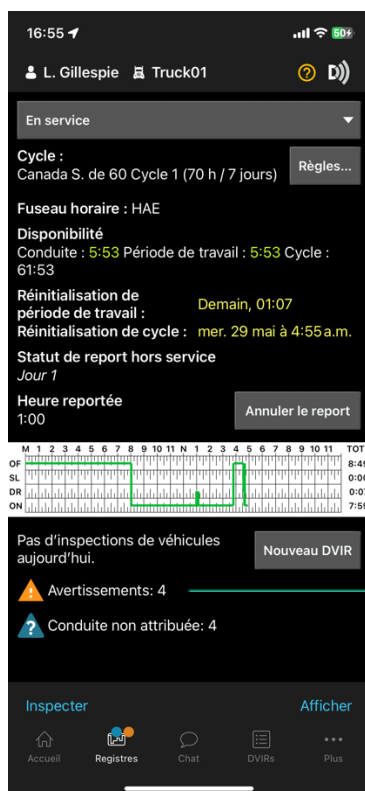 16:55
50
L. Gillespie Truck01
En service
Cycle :
Canada S. de 60 Cycle 1 (70 h / 7 jours)
Règles...
Fuseau horaire : HAE
Disponibilité
Conduite : 5:53 Période de travail : 5:53 Cycle :
61:53
Réinitialisation de
période de travail :
Demain, 01:07
Réinitialisation de cycle : mer. 29 mai à 4:55 a.m.
Statut de report hors service
Jour 1
Heure reportée
1:00
Annuler le report
M 1 2 3 4 5 6 7 8 9 10 11 N 1 2 3 4 5 6 7 8 9 10 11 TOT
OF 8:49
SL 0:00
DR 0:07
ON 7:59
Pas d'inspections de véhicules
aujourd'hui.
Nouveau DVIR
Avertissements: 4
Conduite non attribuée: 4
Inspecter Afficher
Accueil Registres Chat DVIRs Plus